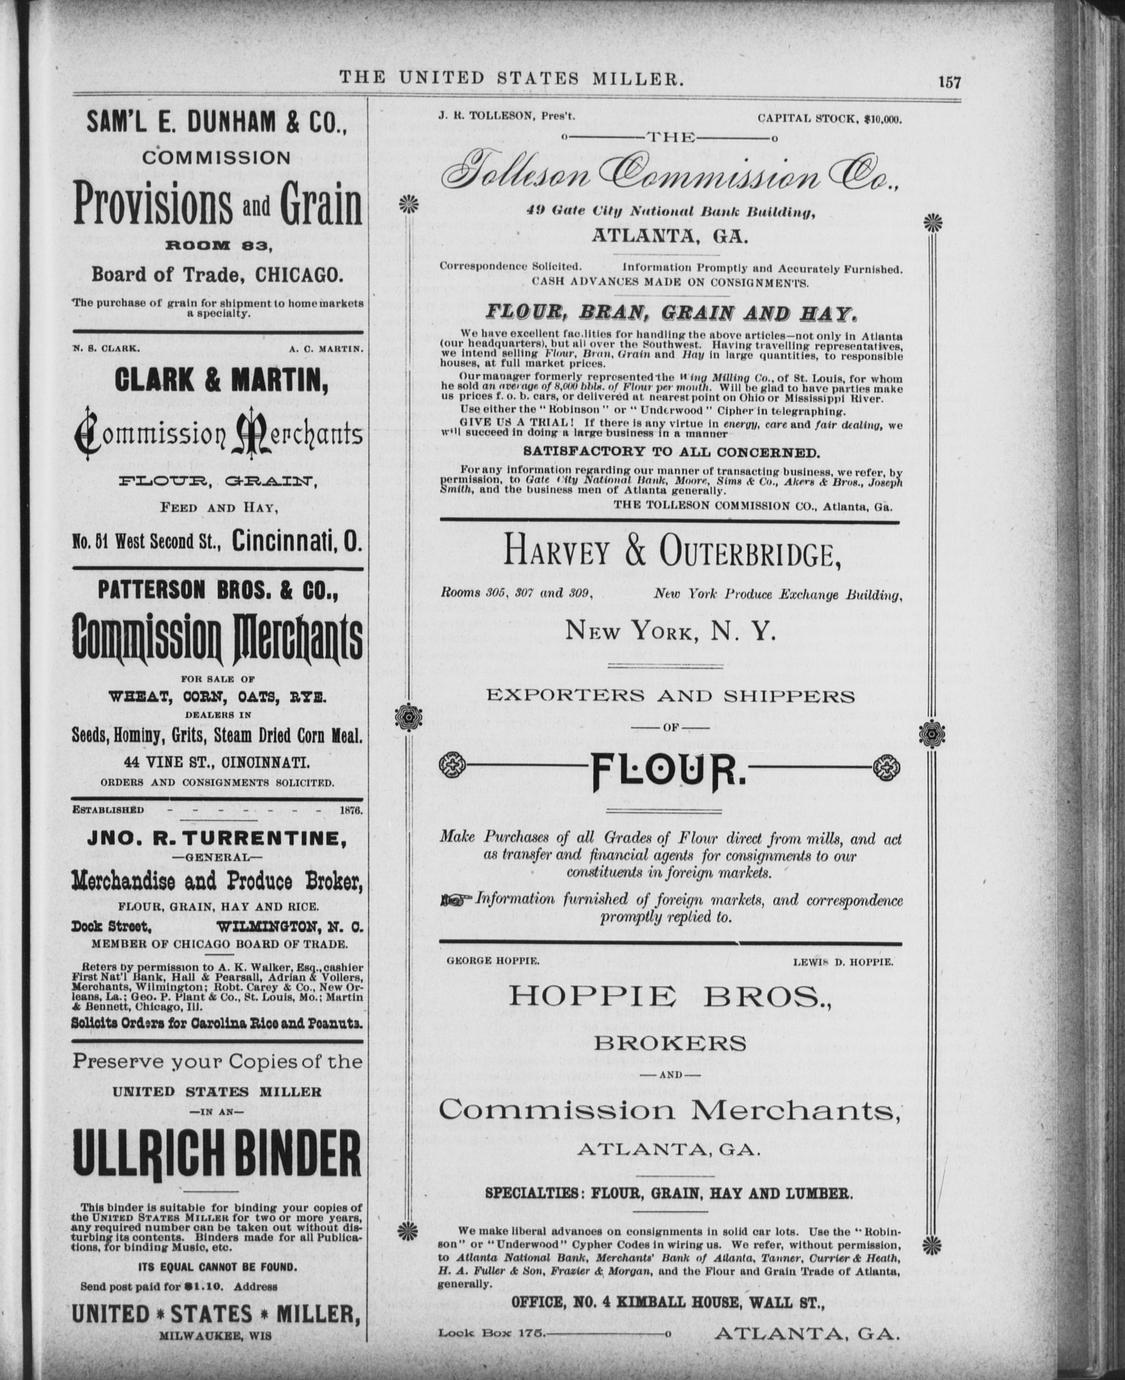 THE UNITED STATES MILLER.
157
SAM'L E. DUNHAM & CO.,
COMMISSION
Provisions and Grain
ROOM 83,
Board of Trade, CHICAGO.
The purchase of grain for shipment to home markets
a specialty.
N. S. CLARK. A. C. MARTIN.
CLARK & MARTIN,
Commission Merchants
FLOUR, GRAIN,
FEED AND HAY,
No. 81 West Second St., Cincinnati, O.
PATTERSON BROS. & CO.,
Commission Merchants
FOR SALE OF
WHEAT, CORN, OATS, RYE.
DEALERS IN
Seeds, Hominy, Grits, Steam Dried Corn Meal.
44 VINE ST., CINCINNATI.
ORDERS AND CONSIGNMENTS SOLICITED.
ESTABLISHED - - - - - - - 1876.
JNO. R. TURRENTINE,
—GENERAL—
Merchandise and Produce Broker,
FLOUR, GRAIN, HAY AND RICE.
Dock Street, WILMINGTON, N. C.
MEMBER OF CHICAGO BOARD OF TRADE.
Refers by permission to A. K. Walker, Esq., cashier
First Nat'l Bank, Hall & Pearsall, Adrian & Vollers,
Merchants, Wilmington; Robt. Carey & Co., New Or-
leans, La.; Geo. P. Plant & Co., St. Louis, Mo.; Martin
& Bennett, Chicago, Ill.
Solicits Orders for Carolina Rice and Peanuts.
Preserve your Copies of the
UNITED STATES MILLER
—IN AN—
ULLRICH BINDER
This binder is suitable for binding your copies of
the UNITED STATES MILLER for two or more years,
any required number can be taken out without dis-
turbing its contents. Binders made for all Publica-
tions, for binding Music, etc.
ITS EQUAL CANNOT BE FOUND.
Send post paid for $1.10. Address
UNITED * STATES * MILLER,
MILWAUKEE, WIS
J. R. TOLLESON, Pres't. CAPITAL STOCK, $10,000.
THE
Tolleson Commission Co.,
49 Gate City National Bank Building,
ATLANTA, GA.
Correspondence Solicited. Information Promptly and Accurately Furnished.
CASH ADVANCES MADE ON CONSIGNMENTS.
FLOUR, BRAN, GRAIN AND HAY.
We have excellent facilities for handling the above articles—not only in Atlanta
(our headquarters), but all over the Southwest. Having travelling representatives,
we intend selling Flour, Bran, Grain and Hay in large quantities, to responsible
houses, at full market prices.
Our manager formerly represented the Wing Milling Co., of St. Louis, for whom
he sold an average of 8,000 bbls. of Flour per month. Will be glad to have parties make
us prices f. o. b. cars, or delivered at nearest point on Ohio or Mississippi River.
Use either the "Robinson" or "Underwood" Cipher in telegraphing.
GIVE US A TRIAL! If there is any virtue in energy, care and fair dealing, we
will succeed in doing a large business in a manner
SATISFACTORY TO ALL CONCERNED.
For any information regarding our manner of transacting business, we refer, by
permission, to Gate City National Bank, Moore, Sims & Co., Akers & Bros., Joseph
Smith, and the business men of Atlanta generally.
THE TOLLESON COMMISSION CO., Atlanta, Ga.
HARVEY & OUTERBRIDGE,
Rooms 305, 307 and 309, New York Produce Exchange Building,
NEW YORK, N. Y.
EXPORTERS AND SHIPPERS
—OF—
FLOUR.
Make Purchases of all Grades of Flour direct from mills, and act
as transfer and financial agents for consignments to our
constituents in foreign markets.
Information furnished of foreign markets, and correspondence
promptly replied to.
GEORGE HOPPIE. LEWIS D. HOPPIE.
HOPPIE BROS.,
BROKERS
—AND—
Commission Merchants,
ATLANTA, GA.
SPECIALTIES: FLOUR, GRAIN, HAY AND LUMBER.
We make liberal advances on consignments in solid car lots. Use the "Robin-
son" or "Underwood" Cypher Codes in wiring us. We refer, without permission,
to Atlanta National Bank, Merchants' Bank of Atlanta, Tanner, Currier & Heath,
H. A. Fuller & Son, Frazier & Morgan, and the Flour and Grain Trade of Atlanta,
generally.
OFFICE, NO. 4 KIMBALL HOUSE, WALL ST.,
Lock Box 175. ATLANTA, GA.